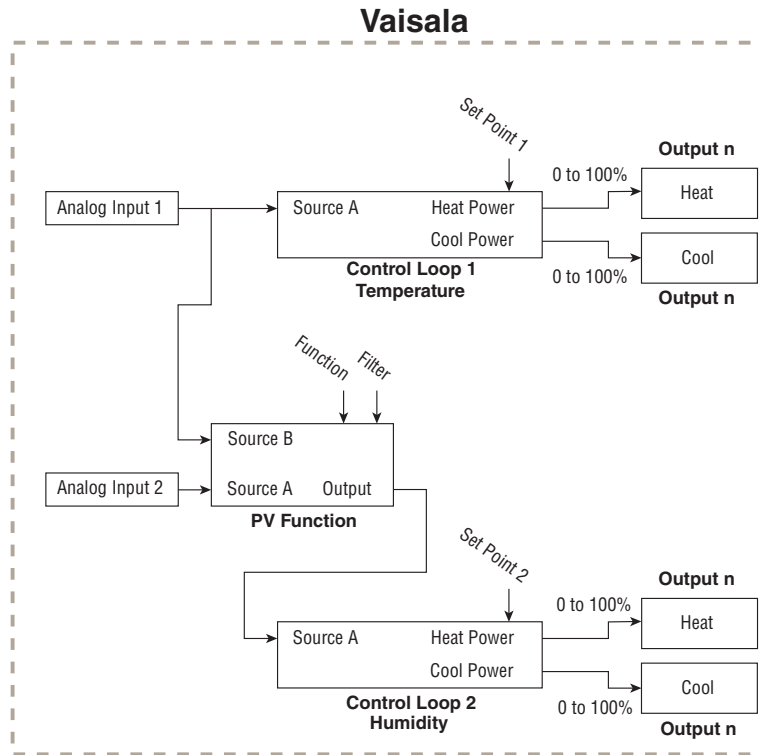 Vaisala
Set Point 1
Output n
0 to 100%
Heat
Analog Input 1
Source A Heat Power
Cool Power
Cool
Control Loop 1
Temperature
0 to 100%
Output n
Function
Filter
Source B
Analog Input 2
Source A Output
PV Function
Set Point 2
Output n
0 to 100%
Heat
Source A Heat Power
Cool Power
Cool
Control Loop 2
Humidity
0 to 100%
Output n